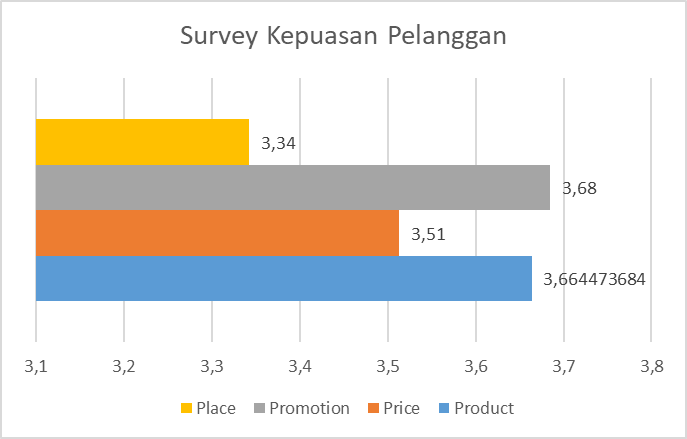 Survey Kepuasan Pelanggan
3,34
3,68
3,51
3,664473684
3,1 3,2 3,3 3,4 3,5 3,6 3,7 3,8
Place Promotion Price Product